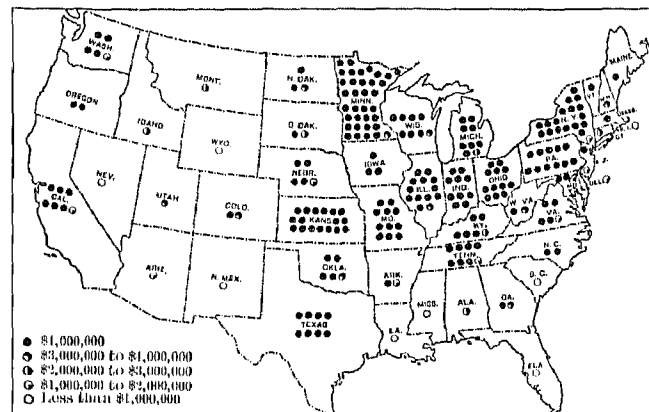 WASH.
MONT.
N. DAK.
MINN.
MAINE
OREGON
IDAHO
WIS.
MICH.
N. Y.
VT.
MASS.
WYO.
IOWA
PA.
NEBR.
NEV.
UTAH
COLO.
KANS.
MO.
ILL.
IND.
OHIO
W. VA.
VA.
CAL.
KY.
N. C.
TENN.
ARIZ.
N. MEX.
OKLA.
ARK.
S. C.
MISS.
ALA.
GA.
TEXAS
LA.
FLA
$1,000,000
$3,000,000 to $4,000,000
$2,000,000 to $3,000,000
$1,000,000 to $2,000,000
Less than $1,000,000